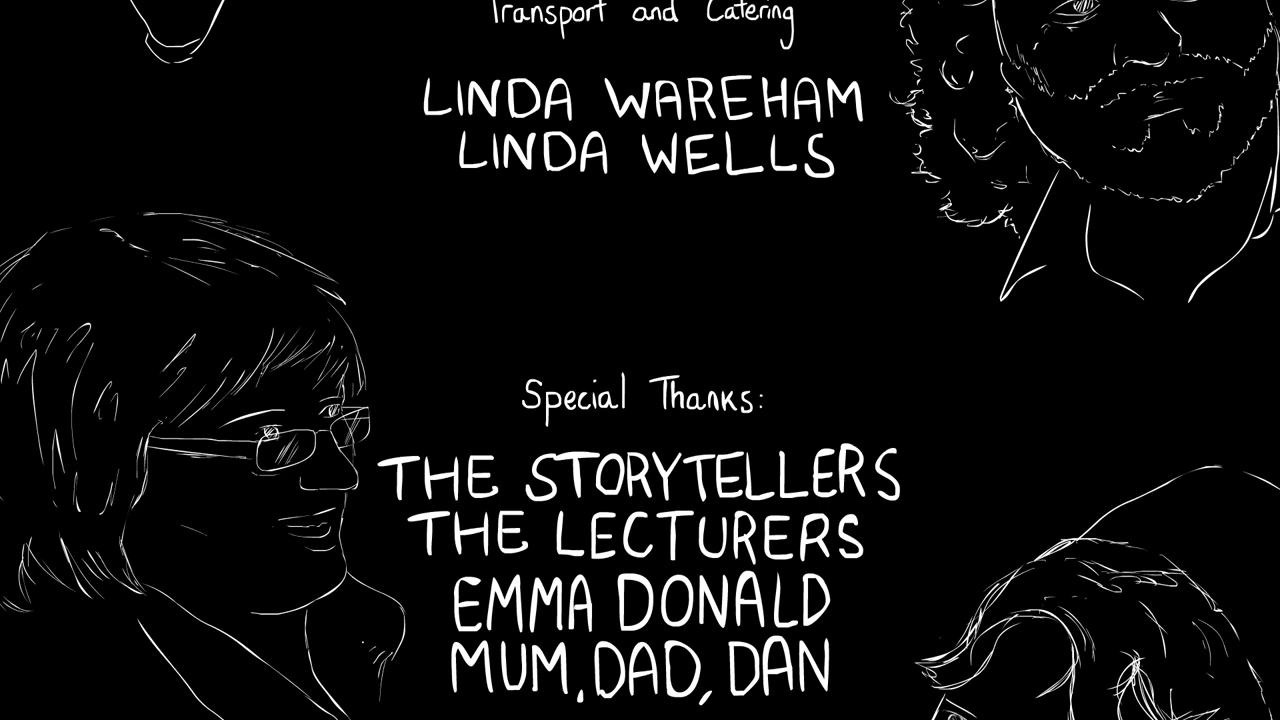 Transport and Catering
LINDA WAREHAM
LINDA WELLS
Special Thanks:
THE STORYTELLERS
THE LECTURERS
EMMA DONALD
MUM, DAD, DAN